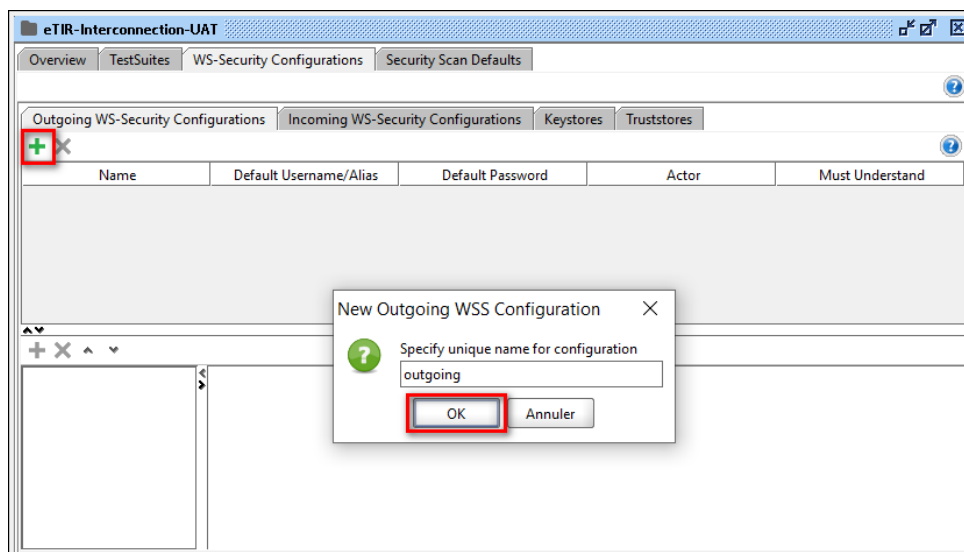 eTIR-Interconnection-UAT
Overview TestSuites WS-Security Configurations Security Scan Defaults
Outgoing WS-Security Configurations Incoming WS-Security Configurations Keystores Truststores
Name Default Username/Alias Default Password Actor Must Understand
New Outgoing WSS Configuration
Specify unique name for configuration
outgoing
OK Annuler